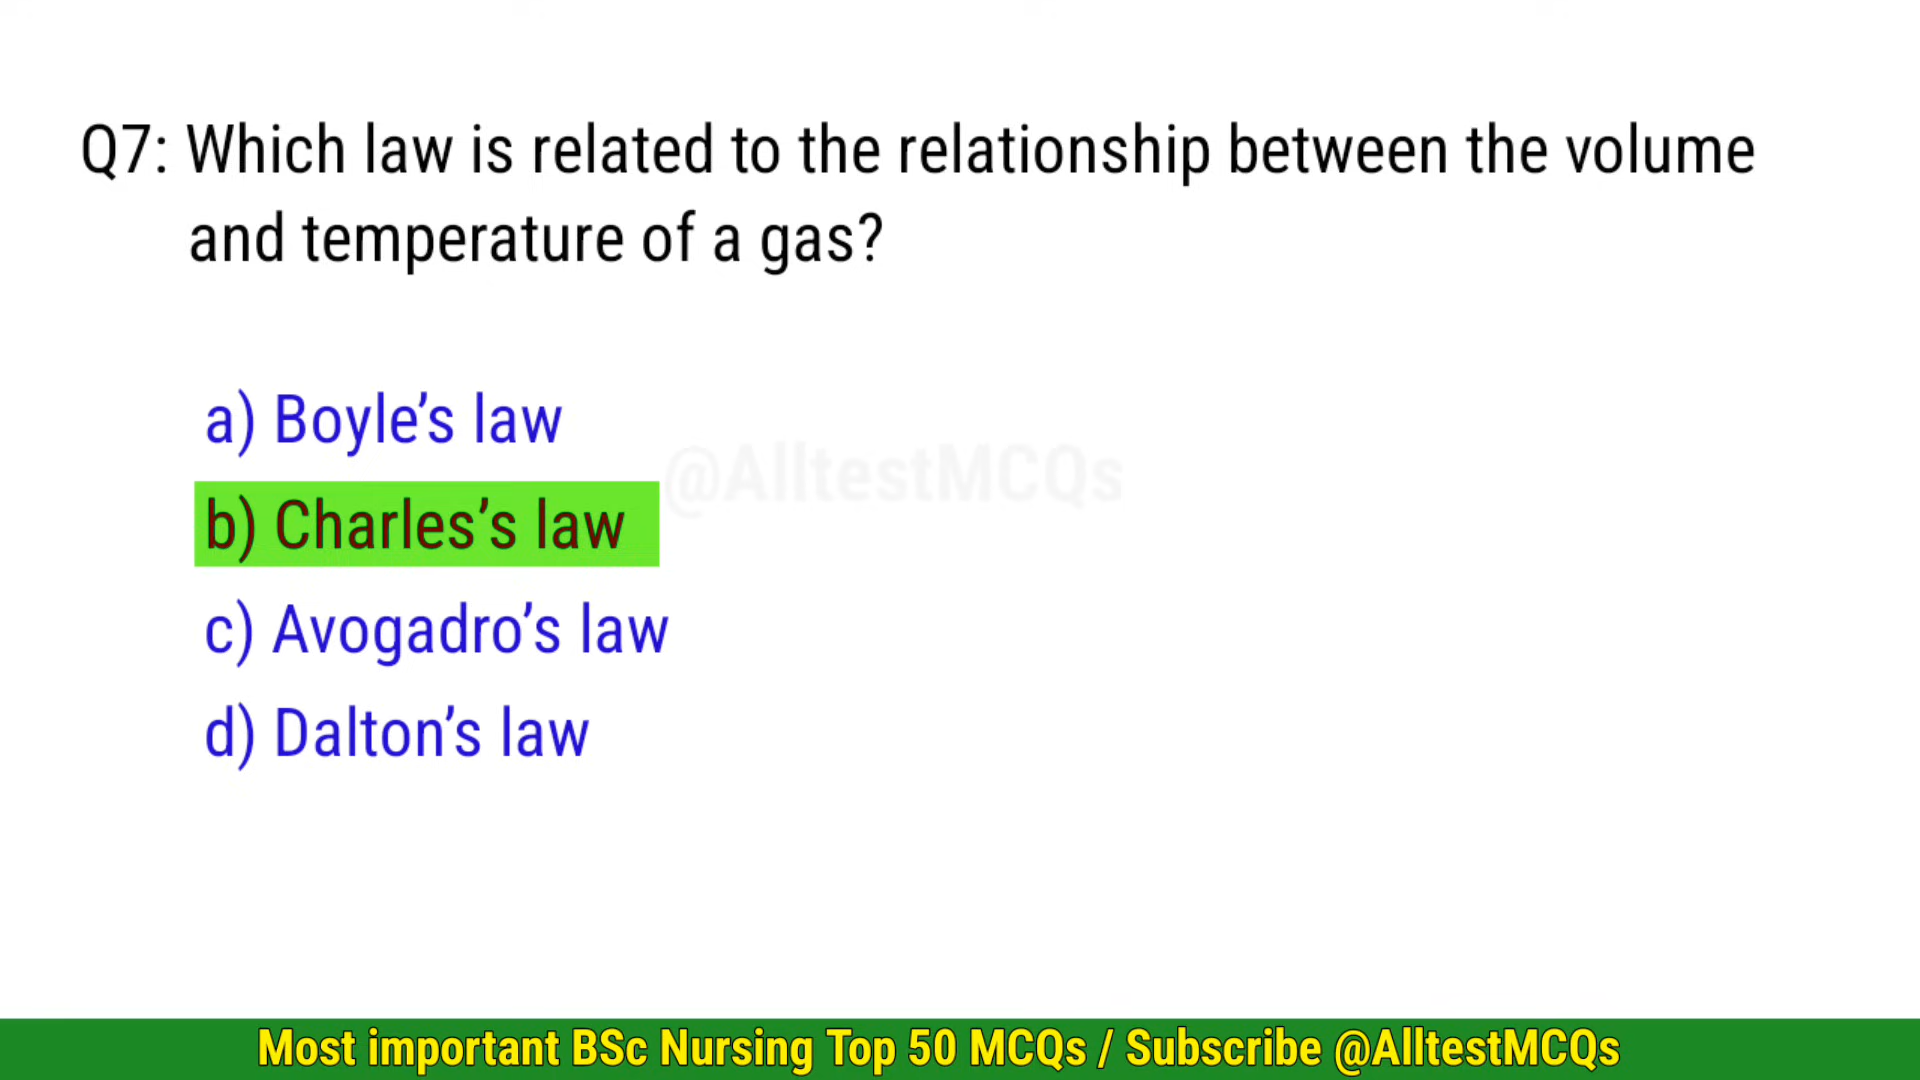 Q7: Which law is related to the relationship between the volume
and temperature of a gas?
a) Boyle’s law
@AlltestMCQs
b) Charles’s law
c) Avogadro’s law
d) Dalton’s law
Most important BSc Nursing Top 50 MCQs / Subscribe @AlltestMCQs